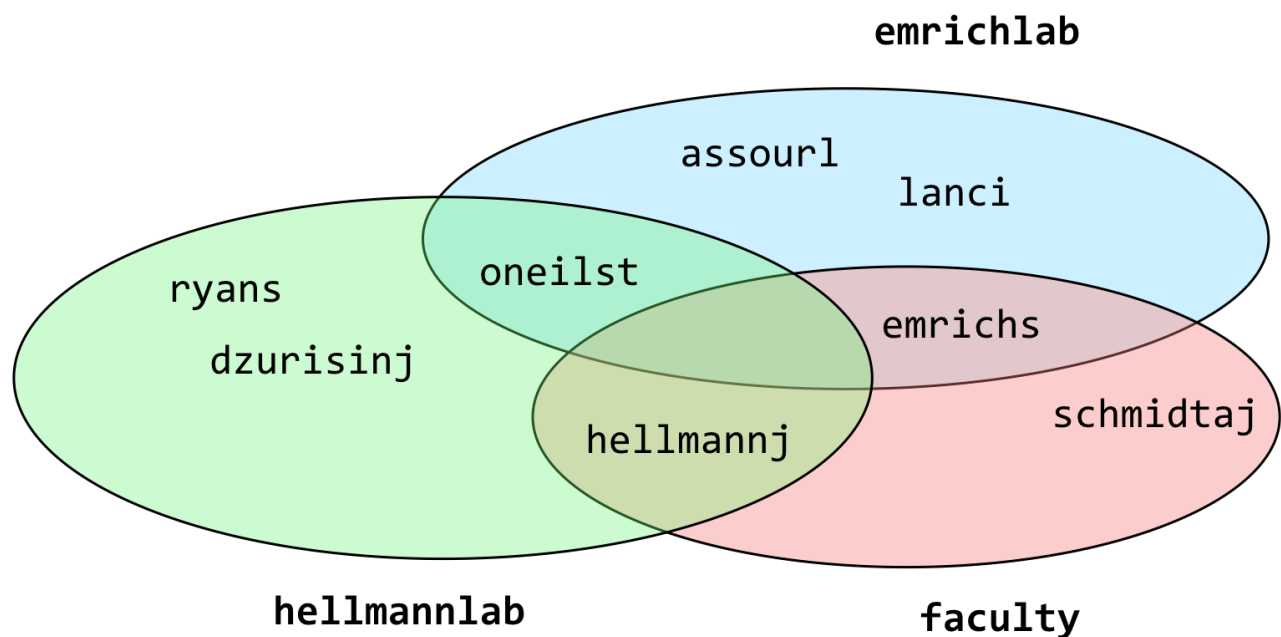 emrichlab
assourl
lanci
oneilst
ryans
emrichs
dzurisinj
schmidtaj
hellmannj
hellmannlab
faculty